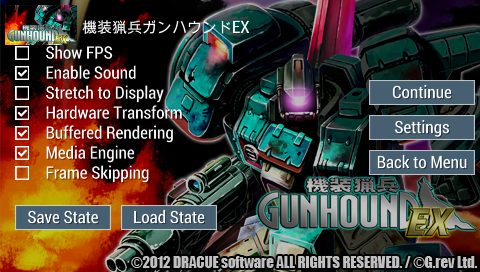 機装猟兵ガンハウンドEX
Show FPS
Enable Sound
Stretch to Display
Hardware Transform
Buffered Rendering
Media Engine
Frame Skipping
Continue
Settings
Back to Menu
Save State
Load State
機装猟兵
GUNHOUND EX
©2012 DRACUE software ALL RIGHTS RESERVED. / ©G.rev Ltd.